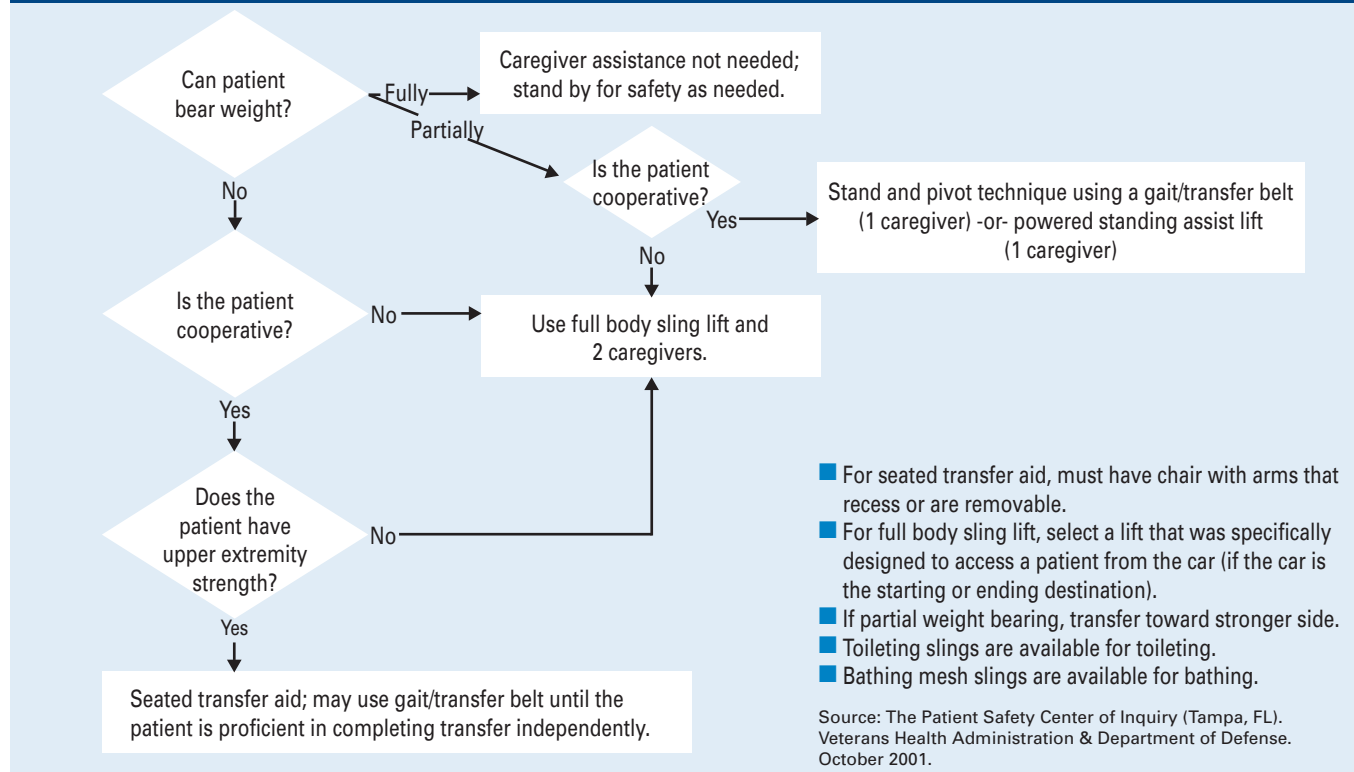 Can patient
bear weight?
Fully
Caregiver assistance not needed;
stand by for safety as needed.
Partially
Is the patient
cooperative?
Yes
Stand and pivot technique using a gait/transfer belt
(1 caregiver) -or- powered standing assist lift
(1 caregiver)
No
No
Is the patient
cooperative?
No
Use full body sling lift and
2 caregivers.
Yes
Does the
patient have
upper extremity
strength?
No
Yes
Seated transfer aid; may use gait/transfer belt until the
patient is proficient in completing transfer independently.
■ For seated transfer aid, must have chair with arms that
recess or are removable.
■ For full body sling lift, select a lift that was specifically
designed to access a patient from the car (if the car is
the starting or ending destination).
■ If partial weight bearing, transfer toward stronger side.
■ Toileting slings are available for toileting.
■ Bathing mesh slings are available for bathing.
Source: The Patient Safety Center of Inquiry (Tampa, FL).
Veterans Health Administration & Department of Defense.
October 2001.